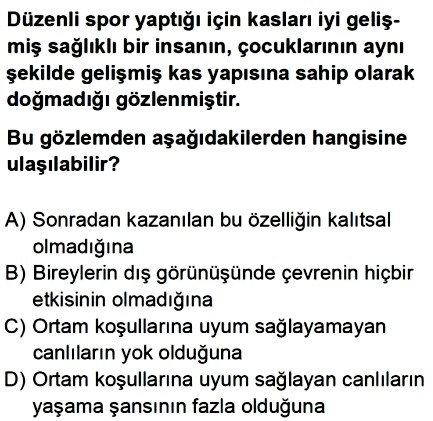 Düzenli spor yaptığı için kasları iyi geliş-
miş sağlıklı bir insanın, çocuklarının aynı
şekilde gelişmiş kas yapısına sahip olarak
doğmadığı gözlenmiştir.
Bu gözlemden aşağıdakilerden hangisine
ulaşılabilir?
A) Sonradan kazanılan bu özelliğin kalıtsal
olmadığına
B) Bireylerin dış görünüşünde çevrenin hiçbir
etkisinin olmadığına
C) Ortam koşullarına uyum sağlayamayan
canlıların yok olduğuna
D) Ortam koşullarına uyum sağlayan canlıların
yaşama şansının fazla olduğuna